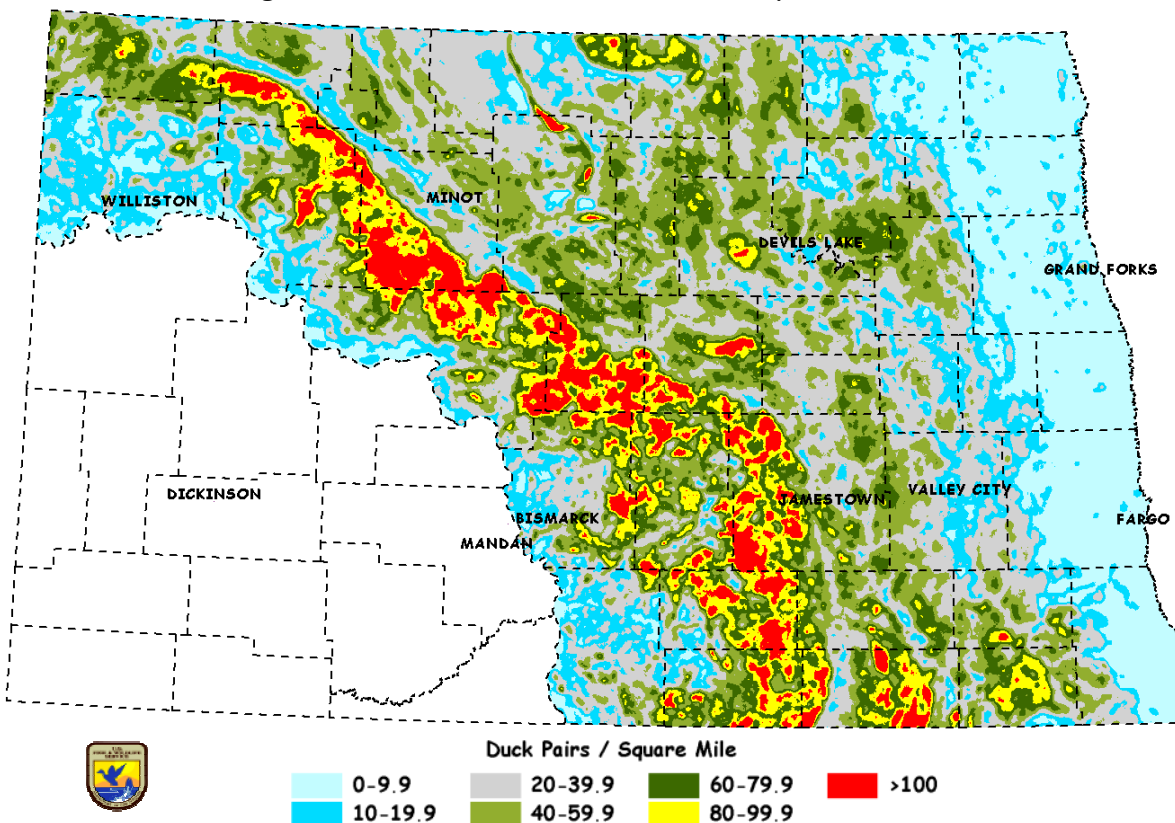 WILLISTON
MINOT
DEVILS LAKE
GRAND FORKS
DICKINSON
BISMARCK
MANDAN
JAMESTOWN
VALLEY CITY
FARGO
Duck Pairs / Square Mile
0-9.9
20-39.9
60-79.9
>100
10-19.9
40-59.9
80-99.9